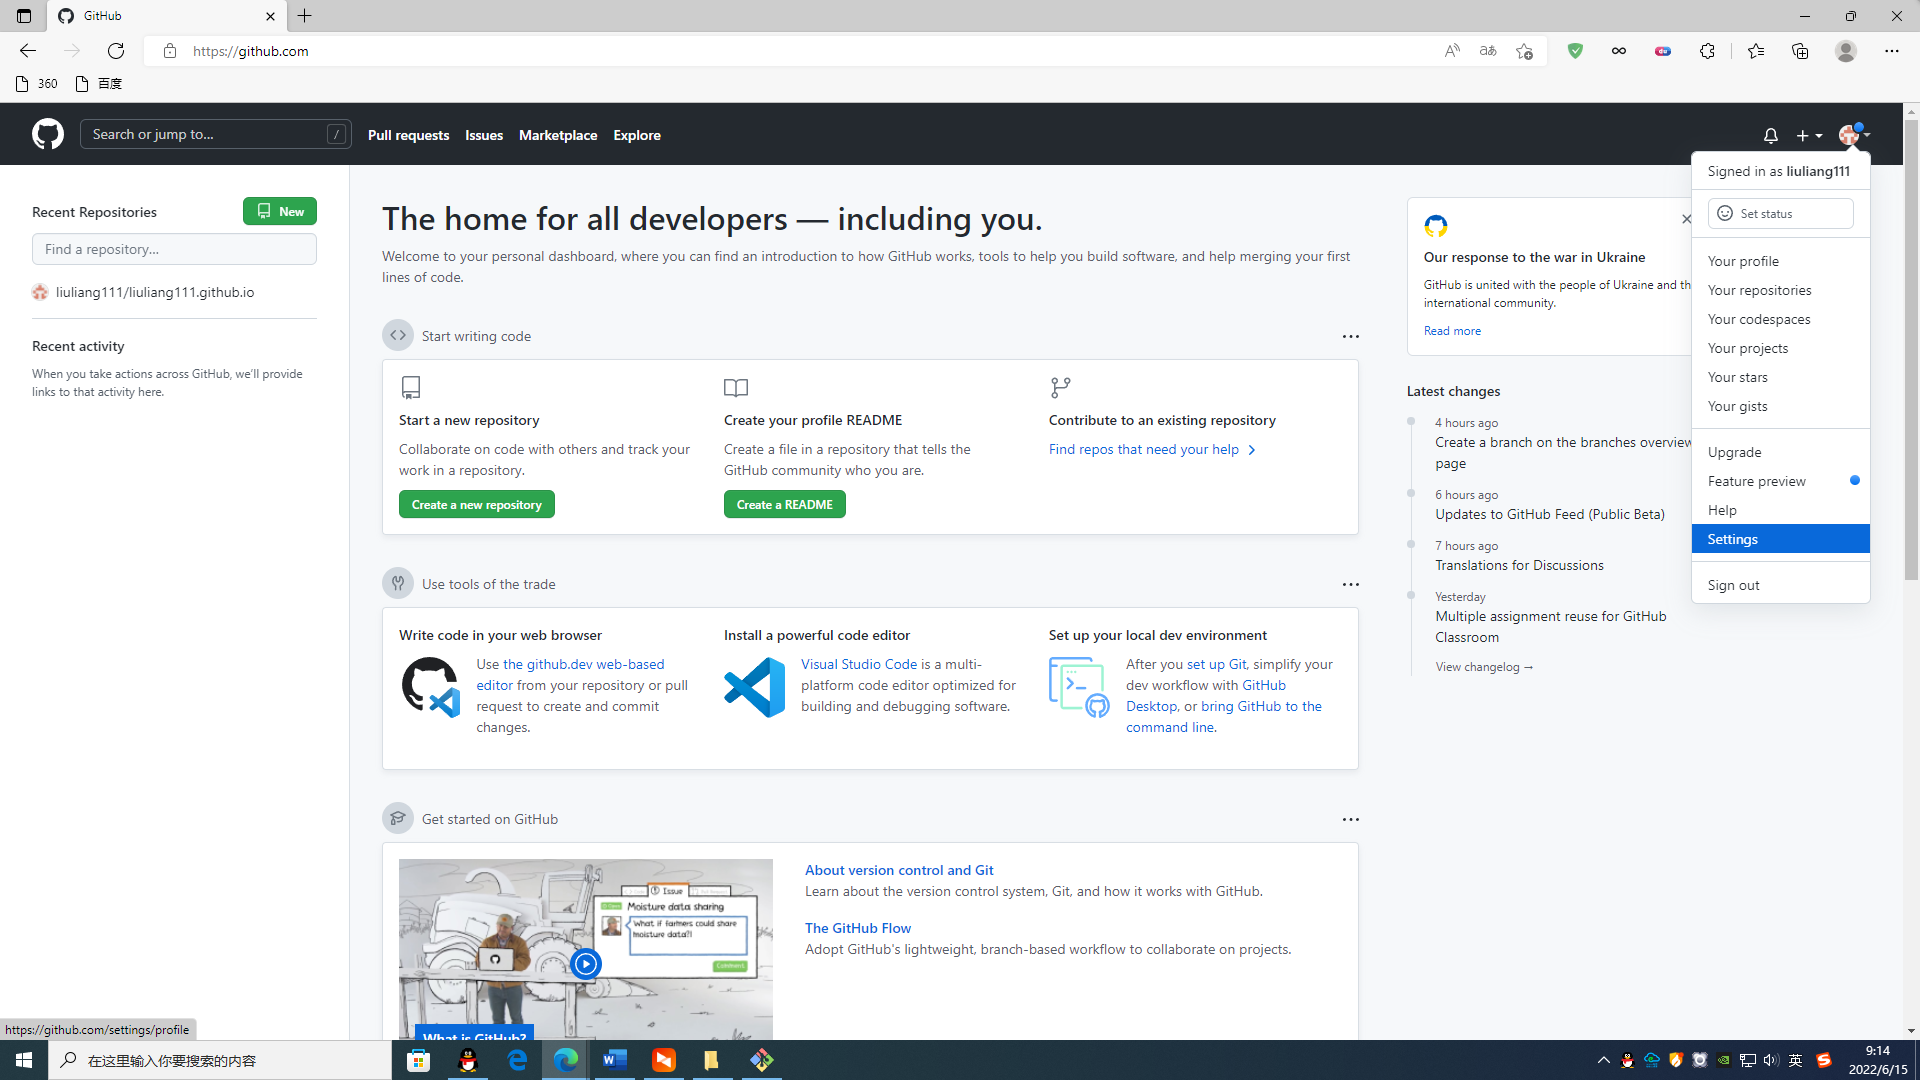 GitHub
https://github.com
360
百度
Search or jump to...
/
Pull requests
Issues
Marketplace
Explore
Signed in as liuliang111
Set status
Your profile
Your repositories
Your codespaces
Your projects
Your stars
Your gists
Upgrade
Feature preview
Help
Settings
Sign out
Recent Repositories
New
Find a repository...
liuliang111/liuliang111.github.io
Recent activity
When you take actions across GitHub, we'll provide
links to that activity here.
The home for all developers — including you.
Welcome to your personal dashboard, where you can find an introduction to how GitHub works, tools to help you build software, and help merging your first
lines of code.
Start writing code
Start a new repository
Collaborate on code with others and track your
work in a repository.
Create a new repository
Create your profile README
Create a file in a repository that tells the
GitHub community who you are.
Create a README
Contribute to an existing repository
Find repos that need your help
Use tools of the trade
Write code in your web browser
Use the github.dev web-based
editor from your repository or pull
request to create and commit
changes.
Install a powerful code editor
Visual Studio Code is a multi-
platform code editor optimized for
building and debugging software.
Set up your local dev environment
After you set up Git, simplify your
dev workflow with GitHub
Desktop, or bring GitHub to the
command line.
Get started on GitHub
Issue
Moisture data sharing
What if farmers could share
moisture data?!
Comment
What is GitHub?
About version control and Git
Learn about the version control system, Git, and how it works with GitHub.
The GitHub Flow
Adopt GitHub's lightweight, branch-based workflow to collaborate on projects.
Our response to the war in Ukraine
GitHub is united with the people of Ukraine and th
international community.
Read more
Latest changes
4 hours ago
Create a branch on the branches overview
page
6 hours ago
Updates to GitHub Feed (Public Beta)
7 hours ago
Translations for Discussions
Yesterday
Multiple assignment reuse for GitHub
Classroom
View changelog →
https://github.com/settings/profile
在这里输入你要搜索的内容
英
9:14
2022/6/15